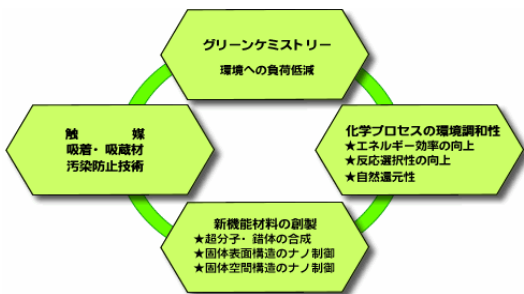 グリーンケミストリー
環境への負荷低減
触　　　媒
吸着・吸蔵材
汚染防止技術
化学プロセスの環境調和性
★エネルギー効率の向上
★反応選択性の向上
★自然還元性
新機能材料の創製
★超分子・錯体の合成
★固体表面構造のナノ制御
★固体空間構造のナノ制御